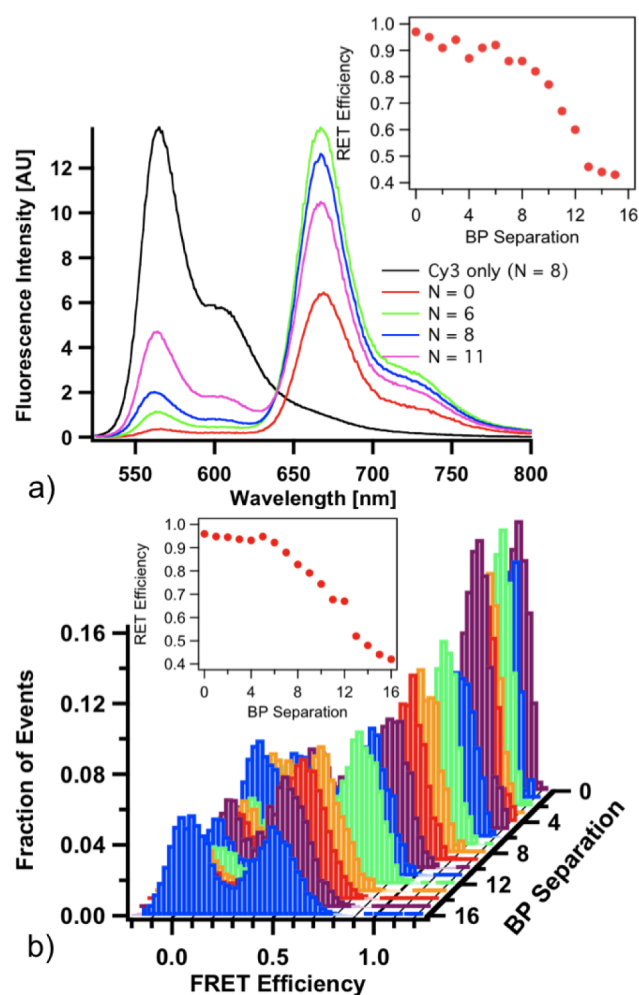 1.0
0.9
0.8
0.7
0.6
0.5
0.4
RET Efficiency
0 4 8 12 16
BP Separation
12
10
8
6
4
2
0
Fluorescence Intensity [AU]
Cy3 only (N = 8)
N = 0
N = 6
N = 8
N = 11
550 600 650 700 750 800
Wavelength [nm]
a)
1.0
0.9
0.8
0.7
0.6
0.5
0.4
RET Efficiency
0 4 8 12 16
BP Separation
0.16
0.12
0.08
0.04
0.00
Fraction of Events
0
4
8
12
16
BP Separation
0.0 0.5 1.0
FRET Efficiency
b)